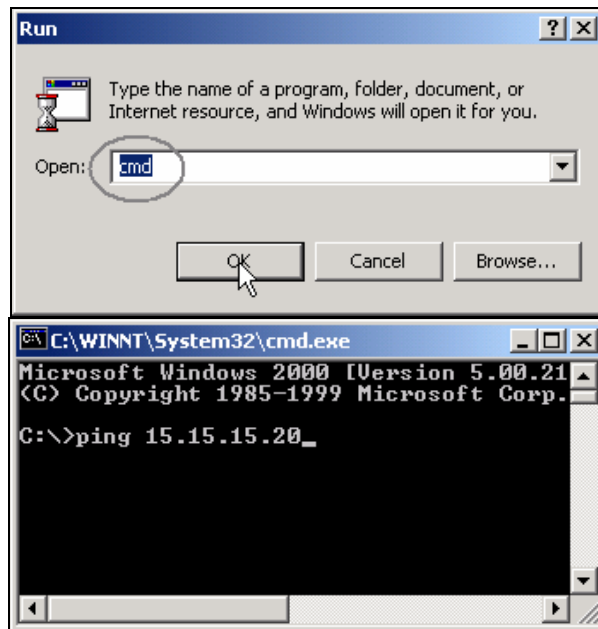 Run
Type the name of a program, folder, document, or
Internet resource, and Windows will open it for you.
Open: cmd
OK Cancel Browse...
C:\WINNT\System32\cmd.exe
Microsoft Windows 2000 [Version 5.00.21
(C) Copyright 1985-1999 Microsoft Corp.
C:\>ping 15.15.15.20_